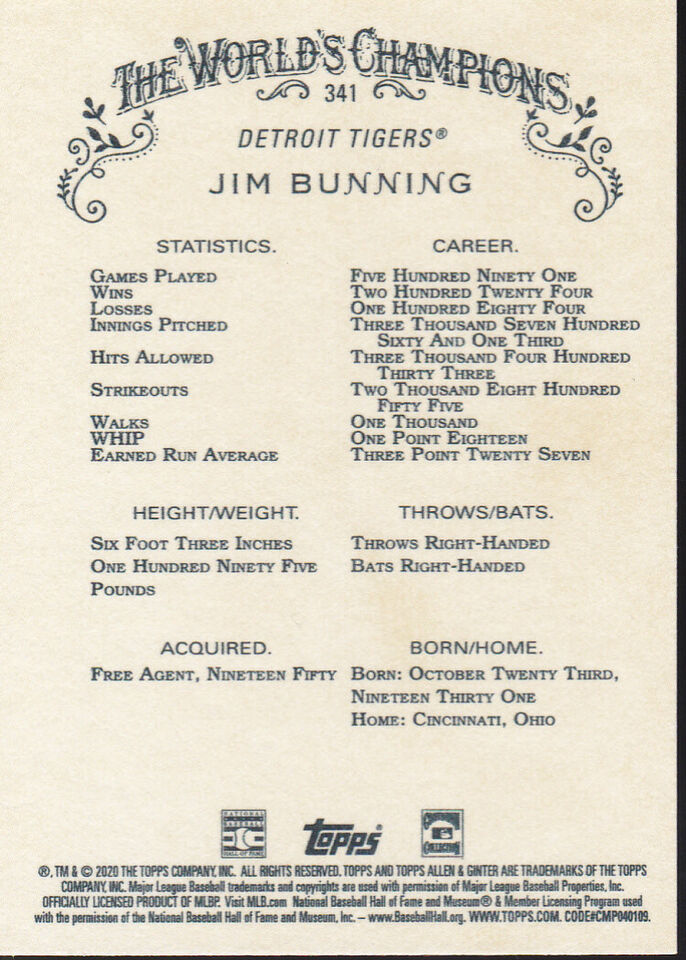 THE WORLD'S CHAMPIONS
341
DETROIT TIGERS®
JIM BUNNING
STATISTICS.
CAREER.
GAMES PLAYED FIVE HUNDRED NINETY ONE
WINS TWO HUNDRED TWENTY FOUR
LOSSES ONE HUNDRED EIGHTY FOUR
INNINGS PITCHED THREE THOUSAND SEVEN HUNDRED
SIXTY AND ONE THIRD
HITS ALLOWED THREE THOUSAND FOUR HUNDRED
THIRTY THREE
STRIKEOUTS TWO THOUSAND EIGHT HUNDRED
FIFTY FIVE
WALKS ONE THOUSAND
WHIP ONE POINT EIGHTEEN
EARNED RUN AVERAGE THREE POINT TWENTY SEVEN
HEIGHT/WEIGHT.
SIX FOOT THREE INCHES
ONE HUNDRED NINETY FIVE
POUNDS
THROWS/BATS.
THROWS RIGHT-HANDED
BATS RIGHT-HANDED
ACQUIRED.
FREE AGENT, NINETEEN FIFTY
BORN/HOME.
BORN: OCTOBER TWENTY THIRD,
NINETEEN THIRTY ONE
HOME: CINCINNATI, OHIO
NATIONAL
BASEBALL
HALL OF FAME
Topps®
COOPERSTOWN
COLLECTION
®, TM & © 2020 THE TOPPS COMPANY, INC. ALL RIGHTS RESERVED. TOPPS AND TOPPS ALLEN & GINTER ARE TRADEMARKS OF THE TOPPS
COMPANY, INC. Major League Baseball trademarks and copyrights are used with permission of Major League Baseball Properties, Inc.
OFFICIALLY LICENSED PRODUCT OF MLBP. Visit MLB.com National Baseball Hall of Fame and Museum® & Member Licensing Program used
with the permission of the National Baseball Hall of Fame and Museum, Inc. – www.BaseballHall.org. WWW.TOPPS.COM. CODE#CMP040109.